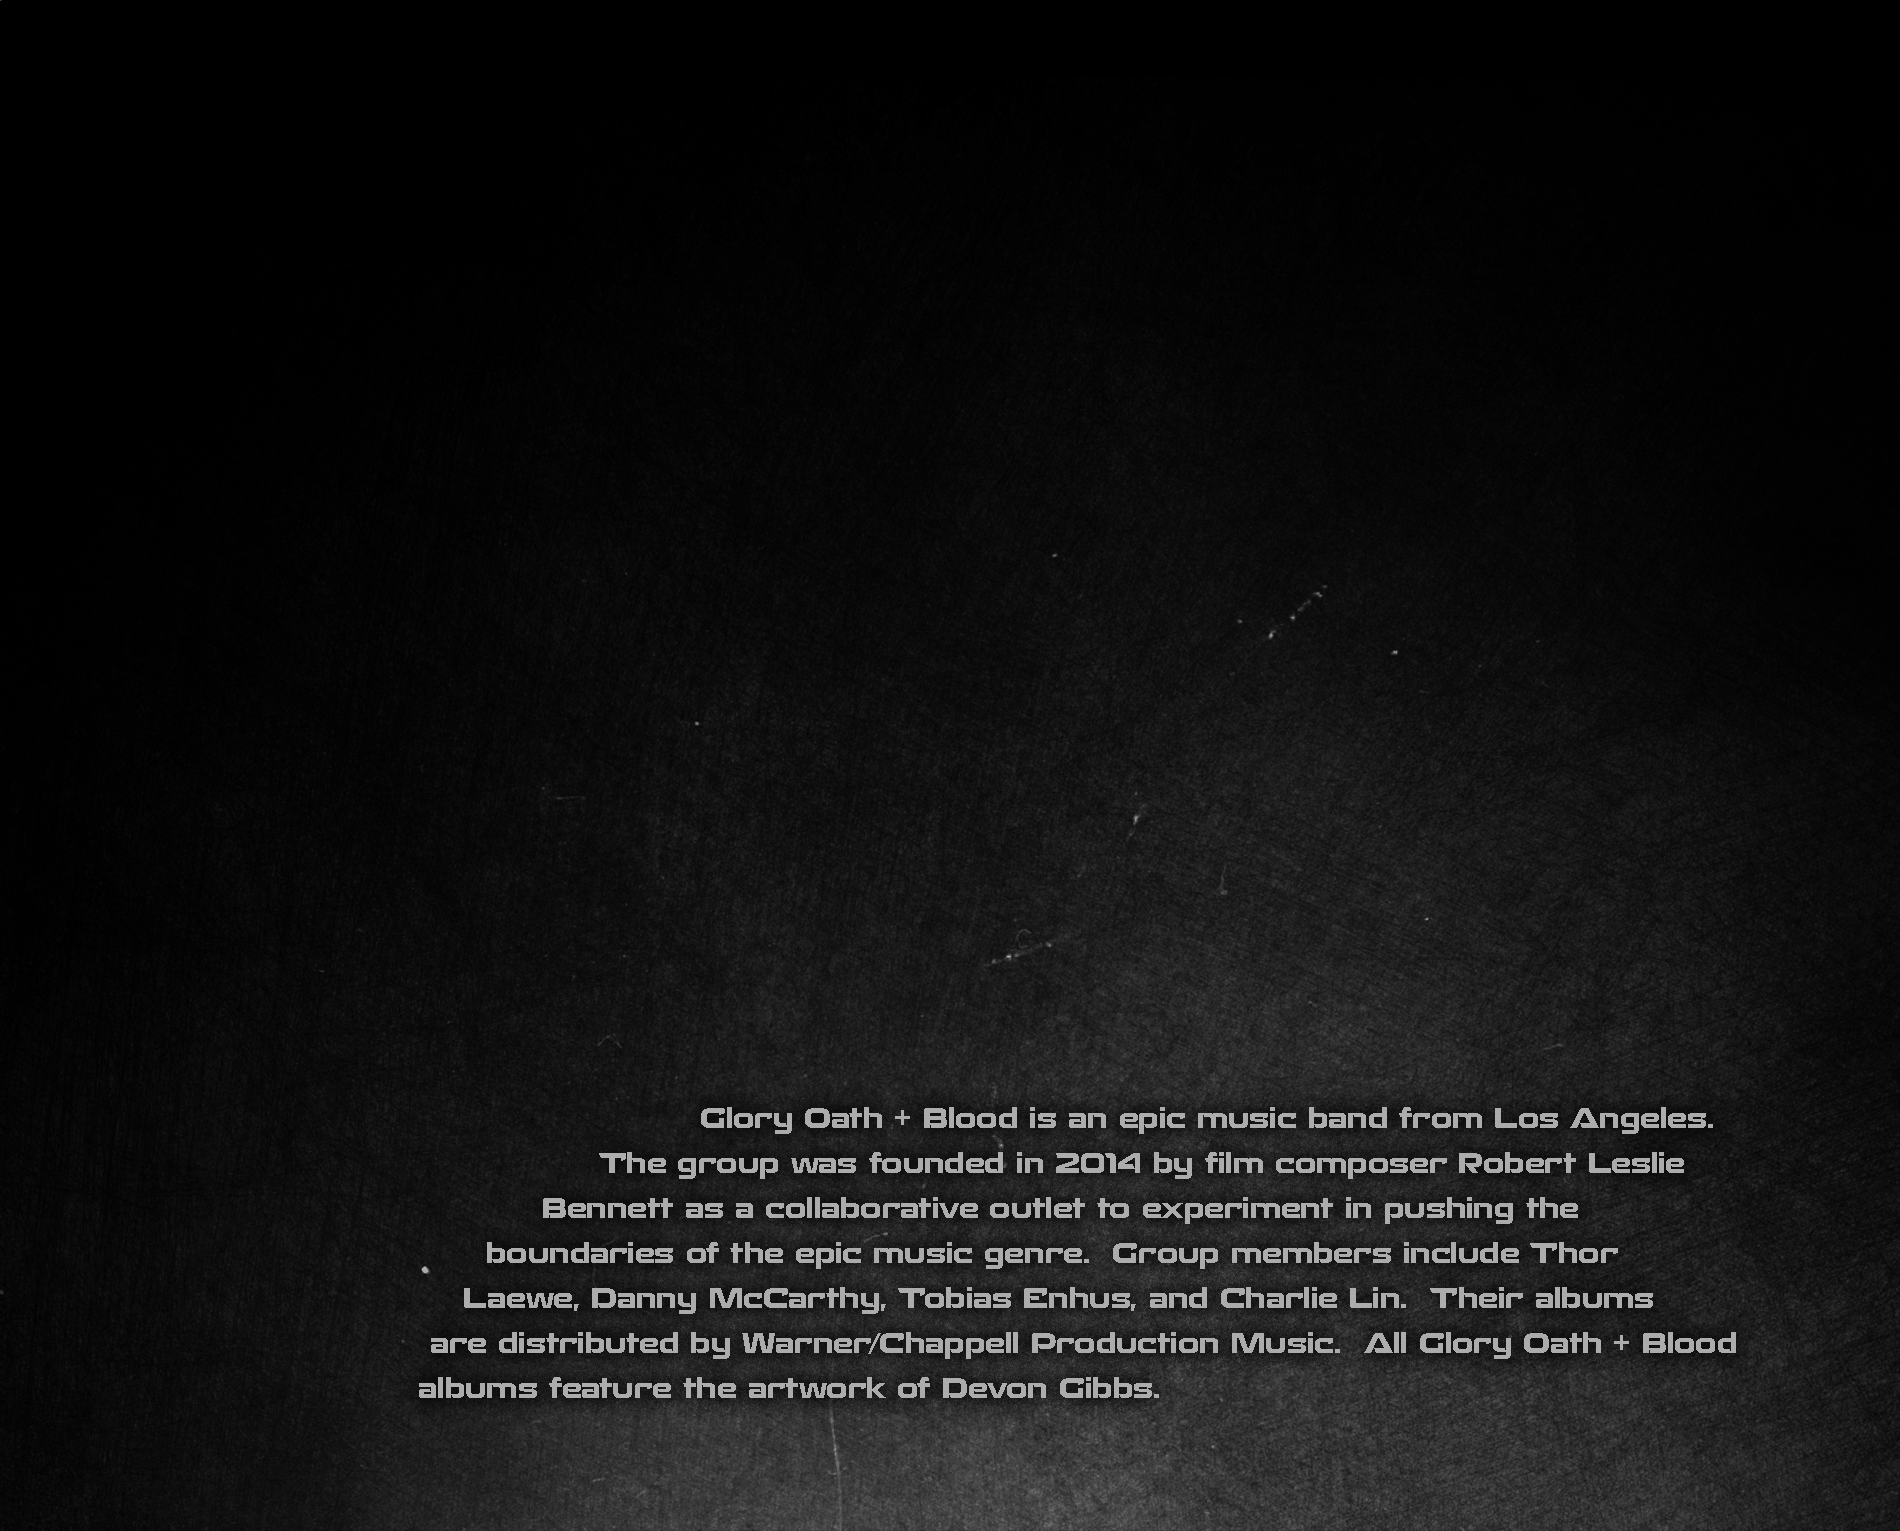 Glory Oath + Blood is an epic music band from Los Angeles.
The group was founded in 2014 by film composer Robert Leslie
Bennett as a collaborative outlet to experiment in pushing the
boundaries of the epic music genre.  Group members include Thor
Laewe, Danny McCarthy, Tobias Enhus, and Charlie Lin.  Their albums
are distributed by Warner/Chappell Production Music.  All Glory Oath + Blood
albums feature the artwork of Devon Gibbs.